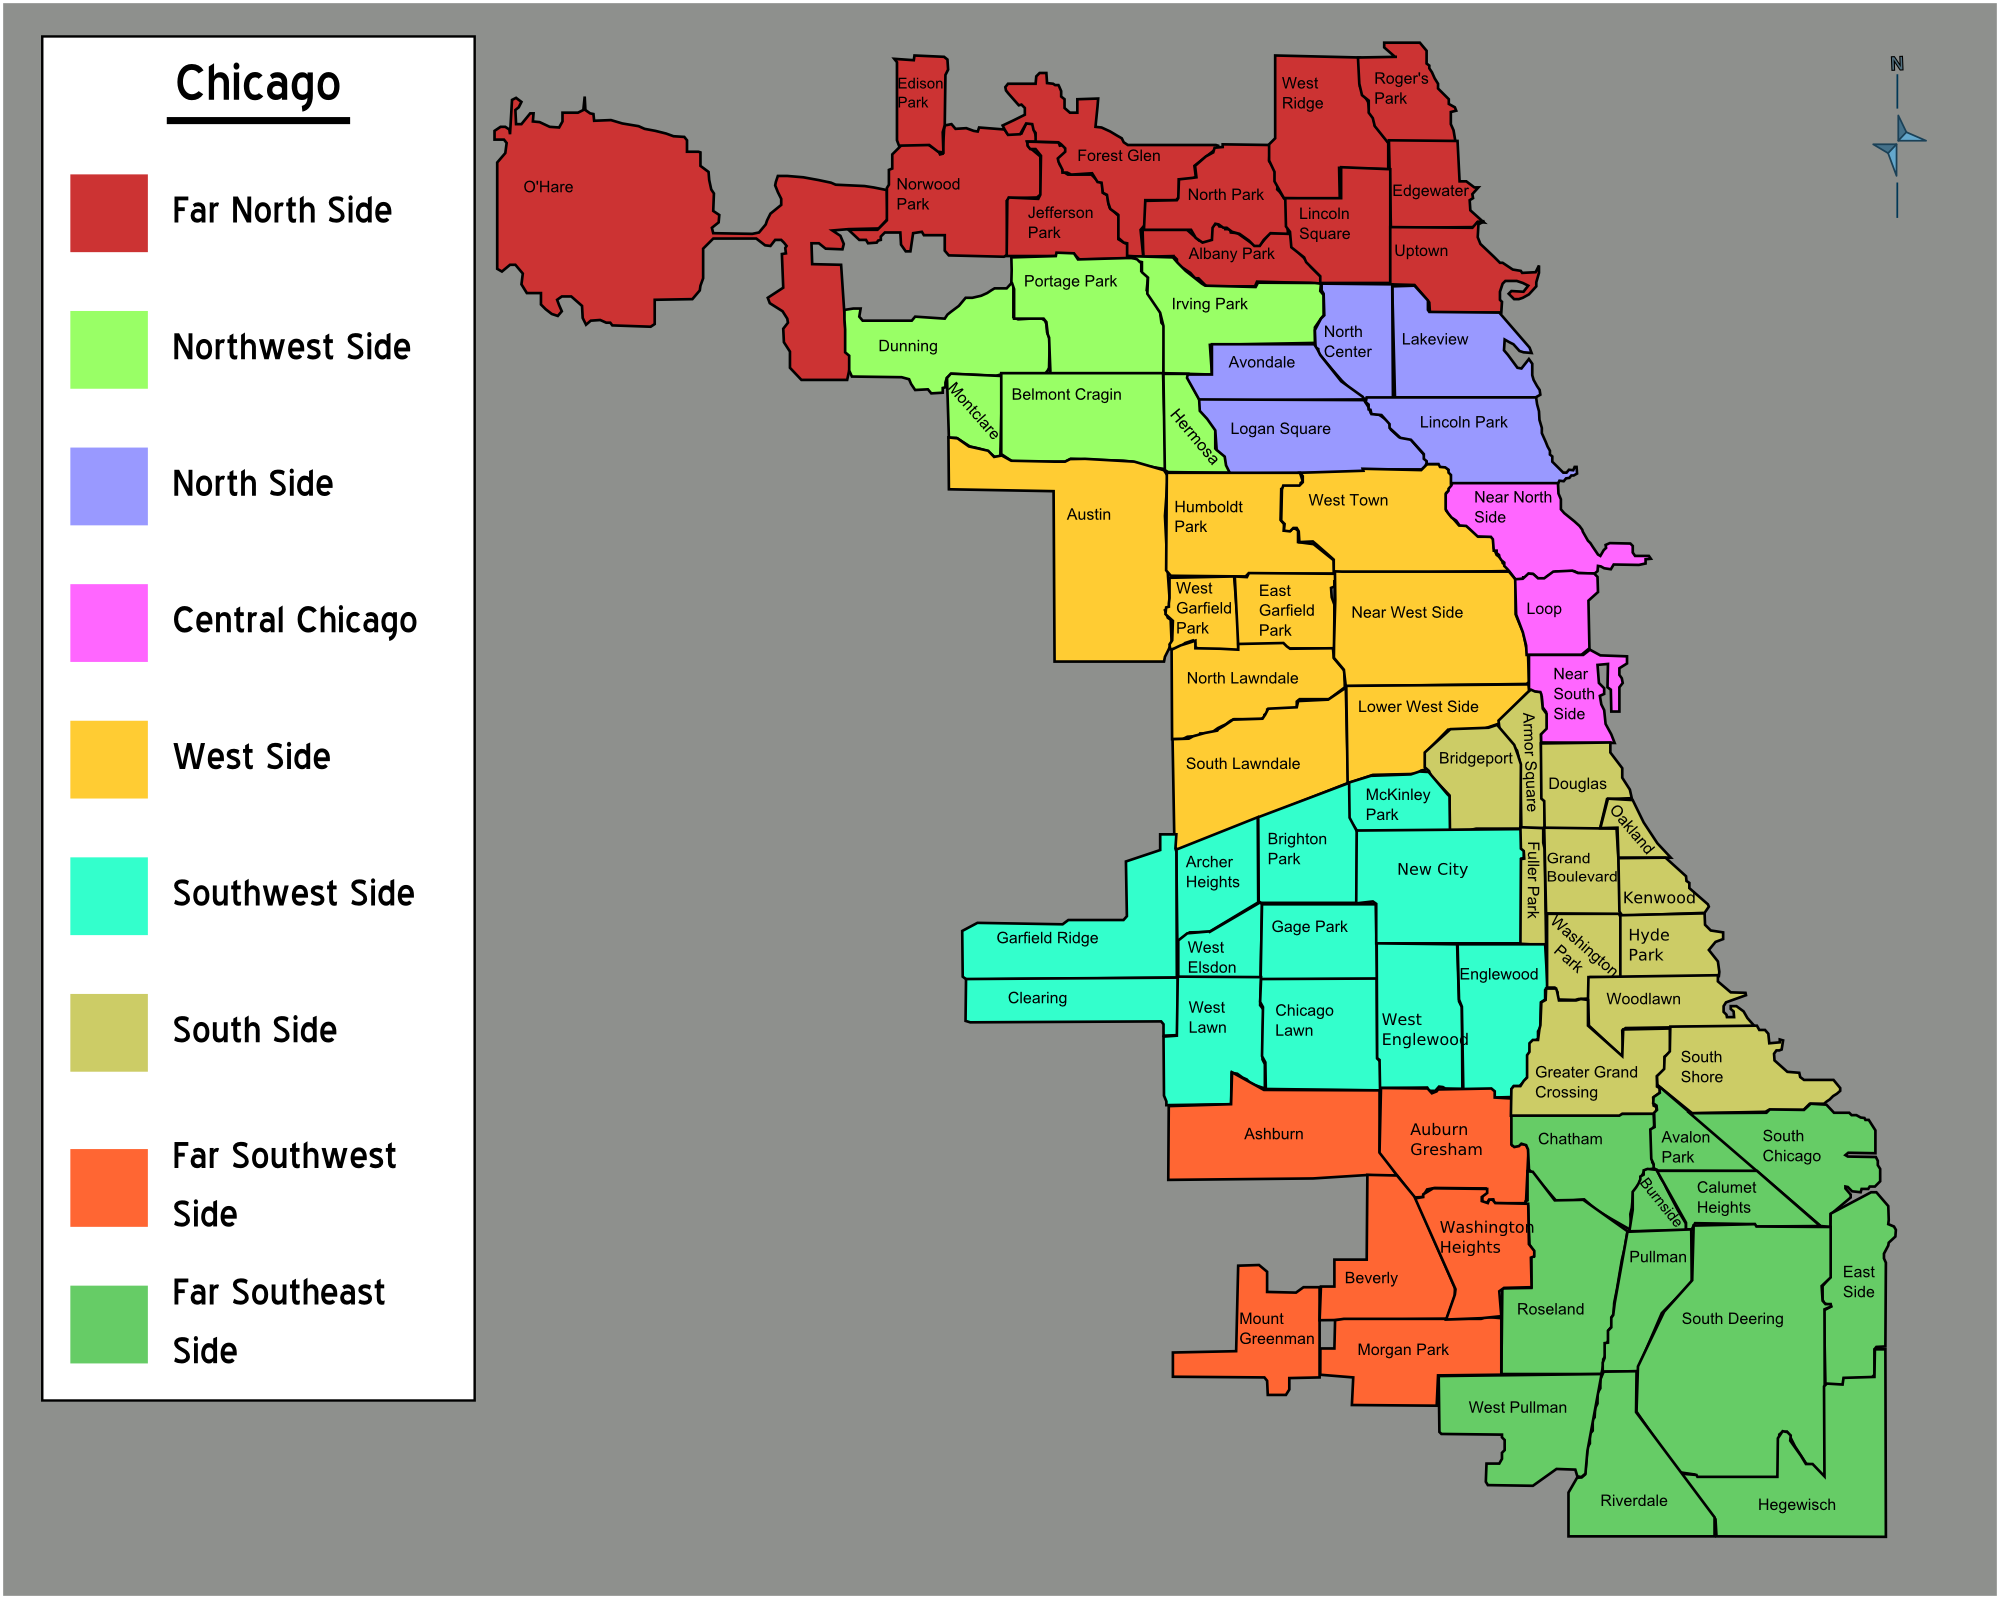 Chicago
Far North Side
Northwest Side
North Side
Central Chicago
West Side
Southwest Side
South Side
Far Southwest
Side
Far Southeast
Side
N
O'Hare
Edison
Park
Norwood
Park
Jefferson
Park
Forest Glen
North Park
Albany Park
West
Ridge
Roger's
Park
Lincoln
Square
Edgewater
Uptown
Portage Park
Irving Park
Dunning
Montclare
Belmont Cragin
Hermosa
North
Center
Lakeview
Avondale
Logan Square
Lincoln Park
Austin
Humboldt
Park
West Town
Near North
Side
West
Garfield
Park
East
Garfield
Park
Near West Side
Loop
North Lawndale
Near
South
Side
Lower West Side
South Lawndale
Armor Square
Bridgeport
Douglas
Oakland
McKinley
Park
Brighton
Park
Archer
Heights
New City
Fuller Park
Grand
Boulevard
Kenwood
Garfield Ridge
West
Elsdon
Gage Park
Washington
Park
Hyde
Park
Clearing
West
Lawn
Chicago
Lawn
West
Englewood
Englewood
Woodlawn
Greater Grand
Crossing
South
Shore
Ashburn
Auburn
Gresham
Chatham
Avalon
Park
South
Chicago
Burnside
Calumet
Heights
Washington
Heights
Beverly
Pullman
East
Side
Mount
Greenman
Morgan Park
Roseland
South Deering
West Pullman
Riverdale
Hegewisch